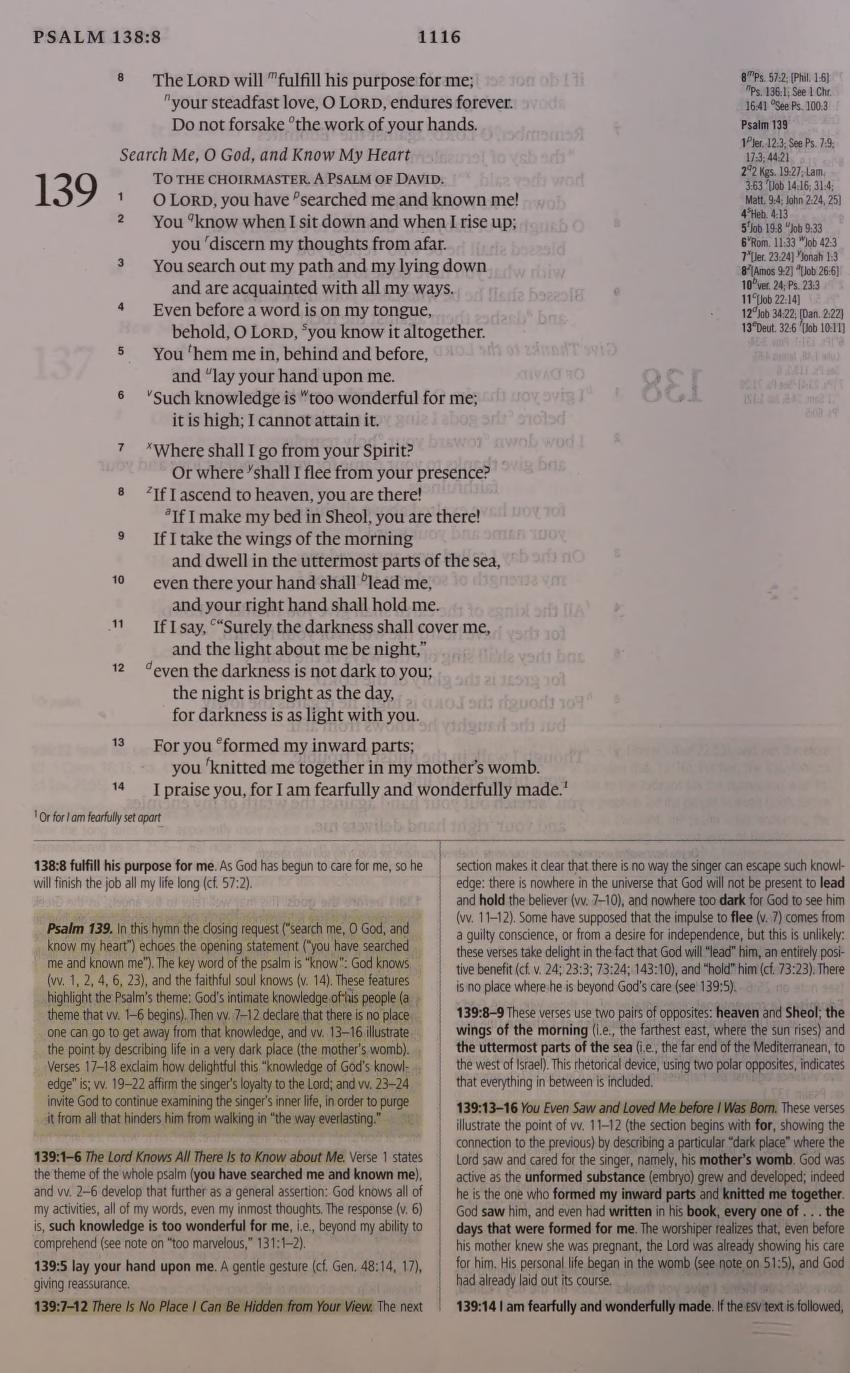 PSALM 138:8
1116
8 The LORD will ᵐfulfill his purpose for me;
ⁿyour steadfast love, O LORD, endures forever.
Do not forsake ᵒthe work of your hands.
Search Me, O God, and Know My Heart
139 TO THE CHOIRMASTER. A PSALM OF DAVID.
1 O LORD, you have ᵖsearched me and known me!
2 You ᑫknow when I sit down and when I rise up;
you ʳdiscern my thoughts from afar.
3 You search out my path and my lying down
and are acquainted with all my ways.
4 Even before a word is on my tongue,
behold, O LORD, ˢyou know it altogether.
5 You ᵗhem me in, behind and before,
and ᵘlay your hand upon me.
6 ᵛSuch knowledge is ʷtoo wonderful for me;
it is high; I cannot attain it.
7 ˣWhere shall I go from your Spirit?
Or where ʸshall I flee from your presence?
8 ᶻIf I ascend to heaven, you are there!
ᵃIf I make my bed in Sheol, you are there!
9 If I take the wings of the morning
and dwell in the uttermost parts of the sea,
10 even there your hand shall ᵇlead me,
and your right hand shall hold me.
11 If I say, ᶜ“Surely the darkness shall cover me,
and the light about me be night,”
12 ᵈeven the darkness is not dark to you;
the night is bright as the day,
for darkness is as light with you.
13 For you ᵉformed my inward parts;
you ᶠknitted me together in my mother’s womb.
14 I praise you, for I am fearfully and wonderfully made.¹
¹ Or for I am fearfully set apart
8ᵐPs. 57:2; [Phil. 1:6]
ⁿPs. 136:1; See 1 Chr.
16:41 ᵒSee Ps. 100:3
Psalm 139
1ᵖJer. 12:3; See Ps. 7:9;
17:3; 44:21
2ᑫ2 Kgs. 19:27; Lam.
3:63 ʳ[Job 14:16; 31:4;
Matt. 9:4; John 2:24, 25]
4ˢHeb. 4:13
5ᵗJob 19:8 ᵘJob 9:33
6ᵛRom. 11:33 ʷJob 42:3
7ˣ[Jer. 23:24] ʸJonah 1:3
8ᶻ[Amos 9:2] ᵃ[Job 26:6]
10ᵇver. 24; Ps. 23:3
11ᶜ[Job 22:14]
12ᵈJob 34:22; [Dan. 2:22]
13ᵉDeut. 32:6 ᶠ[Job 10:11]
138:8 fulfill his purpose for me. As God has begun to care for me, so he
will finish the job all my life long (cf. 57:2).
Psalm 139. In this hymn the closing request (“search me, O God, and
know my heart”) echoes the opening statement (“you have searched
me and known me”). The key word of the psalm is “know”: God knows
(vv. 1, 2, 4, 6, 23), and the faithful soul knows (v. 14). These features
highlight the Psalm’s theme: God’s intimate knowledge of his people (a
theme that vv. 1–6 begins). Then vv. 7–12 declare that there is no place
one can go to get away from that knowledge, and vv. 13–16 illustrate
the point by describing life in a very dark place (the mother’s womb).
Verses 17–18 exclaim how delightful this “knowledge of God’s knowl-
edge” is; vv. 19–22 affirm the singer’s loyalty to the Lord; and vv. 23–24
invite God to continue examining the singer’s inner life, in order to purge
it from all that hinders him from walking in “the way everlasting.”
139:1–6 The Lord Knows All There Is to Know about Me. Verse 1 states
the theme of the whole psalm (you have searched me and known me),
and vv. 2–6 develop that further as a general assertion: God knows all of
my activities, all of my words, even my inmost thoughts. The response (v. 6)
is, such knowledge is too wonderful for me, i.e., beyond my ability to
comprehend (see note on “too marvelous,” 131:1–2).
139:5 lay your hand upon me. A gentle gesture (cf. Gen. 48:14, 17),
giving reassurance.
139:7–12 There Is No Place I Can Be Hidden from Your View. The next
section makes it clear that there is no way the singer can escape such knowl-
edge: there is nowhere in the universe that God will not be present to lead
and hold the believer (vv. 7–10), and nowhere too dark for God to see him
(vv. 11–12). Some have supposed that the impulse to flee (v. 7) comes from
a guilty conscience, or from a desire for independence, but this is unlikely:
these verses take delight in the fact that God will “lead” him, an entirely posi-
tive benefit (cf. v. 24; 23:3; 73:24; 143:10), and “hold” him (cf. 73:23). There
is no place where he is beyond God’s care (see 139:5).
139:8–9 These verses use two pairs of opposites: heaven and Sheol; the
wings of the morning (i.e., the farthest east, where the sun rises) and
the uttermost parts of the sea (i.e., the far end of the Mediterranean, to
the west of Israel). This rhetorical device, using two polar opposites, indicates
that everything in between is included.
139:13–16 You Even Saw and Loved Me before I Was Born. These verses
illustrate the point of vv. 11–12 (the section begins with for, showing the
connection to the previous) by describing a particular “dark place” where the
Lord saw and cared for the singer, namely, his mother’s womb. God was
active as the unformed substance (embryo) grew and developed; indeed
he is the one who formed my inward parts and knitted me together.
God saw him, and even had written in his book, every one of . . . the
days that were formed for me. The worshiper realizes that, even before
his mother knew she was pregnant, the Lord was already showing his care
for him. His personal life began in the womb (see note on 51:5), and God
had already laid out its course.
139:14 I am fearfully and wonderfully made. If the ESV text is followed,